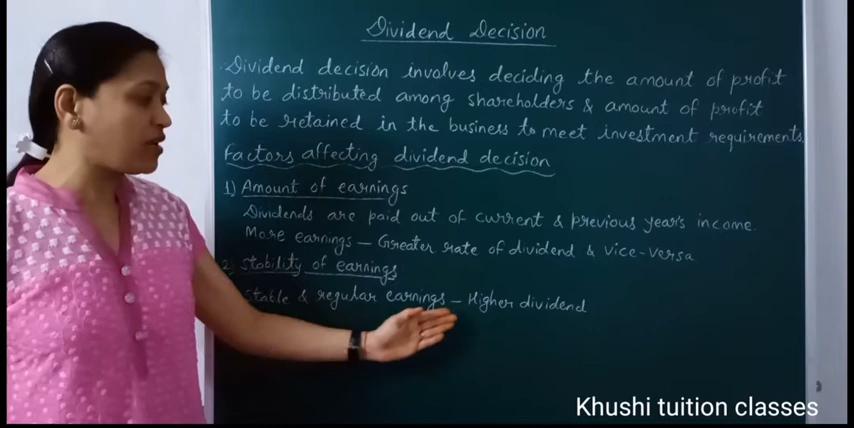 Dividend Decision
Dividend decision involves deciding the amount of profit
to be distributed among shareholders & amount of profit
to be retained in the business to meet investment requirements.
Factors affecting dividend decision
1) Amount of earnings
Dividends are paid out of current & previous year's income.
More earnings – Greater rate of dividend & vice-versa
2) Stability of earnings
Stable & regular earnings – Higher dividend
Khushi tuition classes